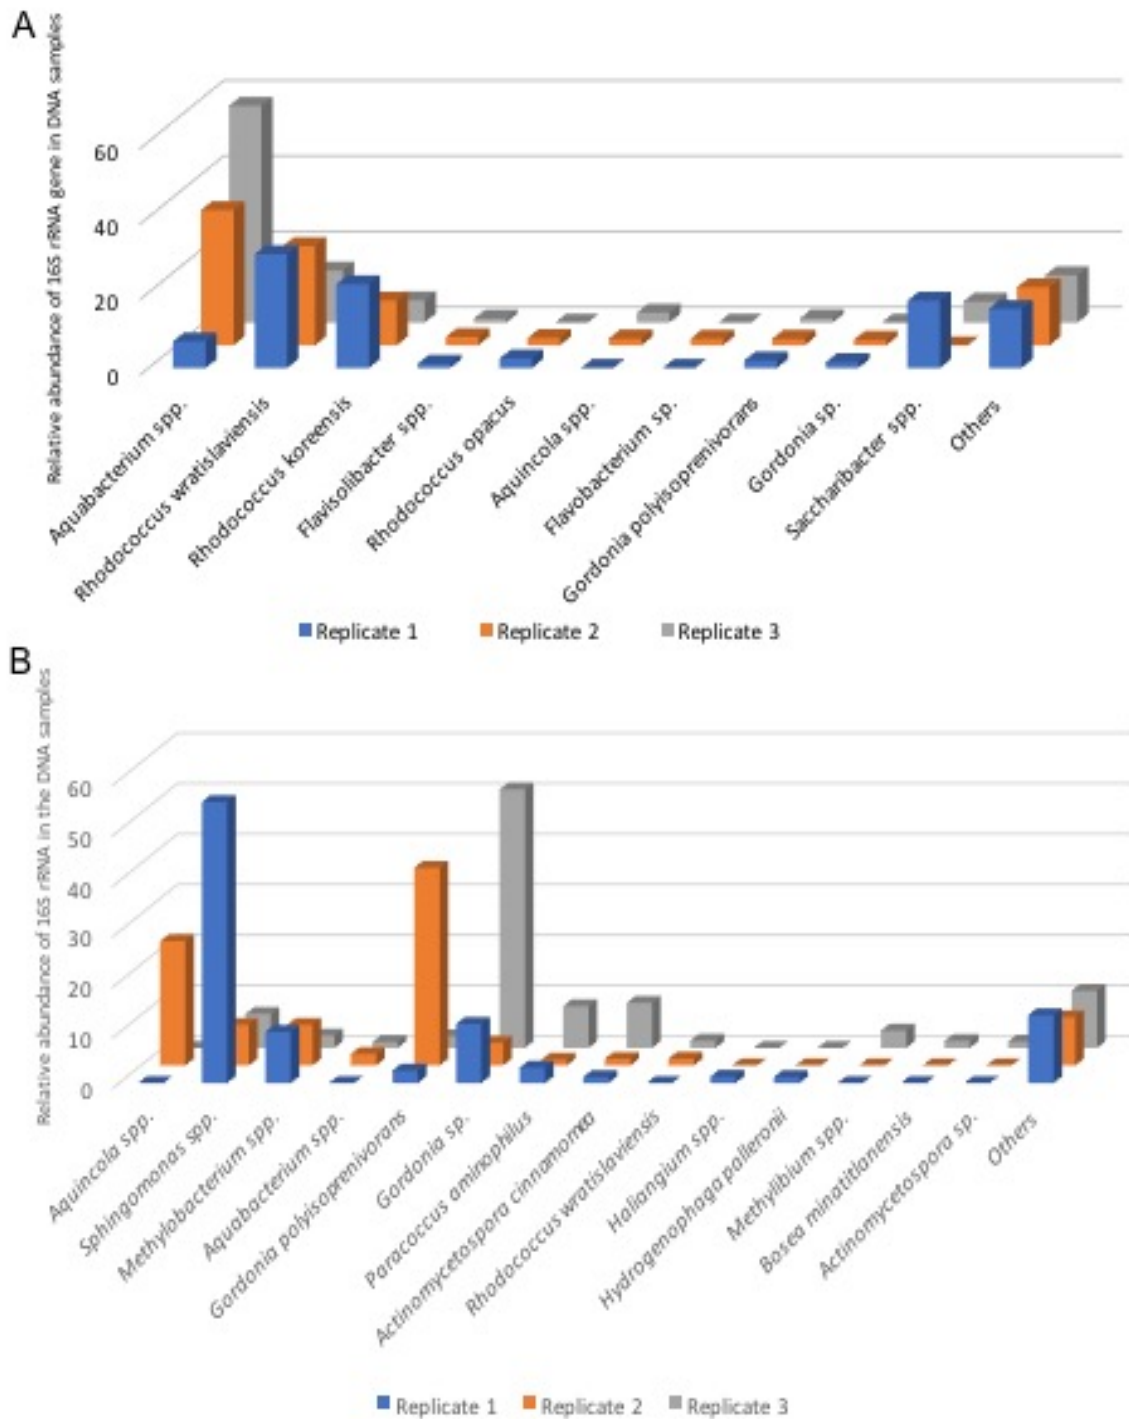 A
Relative abundance of 16S rRNA gene in DNA samples
60
40
20
0
Aquabacterium spp.
Rhodococcus wratislaviensis
Rhodococcus koreensis
Flavisolibacter spp.
Rhodococcus opacus
Aquincola spp.
Flavobacterium sp.
Gordonia polyisoprenivorans
Gordonia sp.
Saccharibacter spp.
Others
Replicate 1 Replicate 2 Replicate 3
B
Relative abundance of 16S rRNA in the DNA samples
60
50
40
30
20
10
0
Aquincola spp.
Sphingomonas spp.
Methylobacterium spp.
Aquabacterium spp.
Gordonia polyisoprenivorans
Gordonia sp.
Paracoccus aminophilus
Actinomycetospora cinnamomea
Rhodococcus wratislaviensis
Haliangium spp.
Hydrogenophaga palleronii
Methylibium spp.
Bosea minatitlanensis
Actinomycetospora sp.
Others
Replicate 1 Replicate 2 Replicate 3